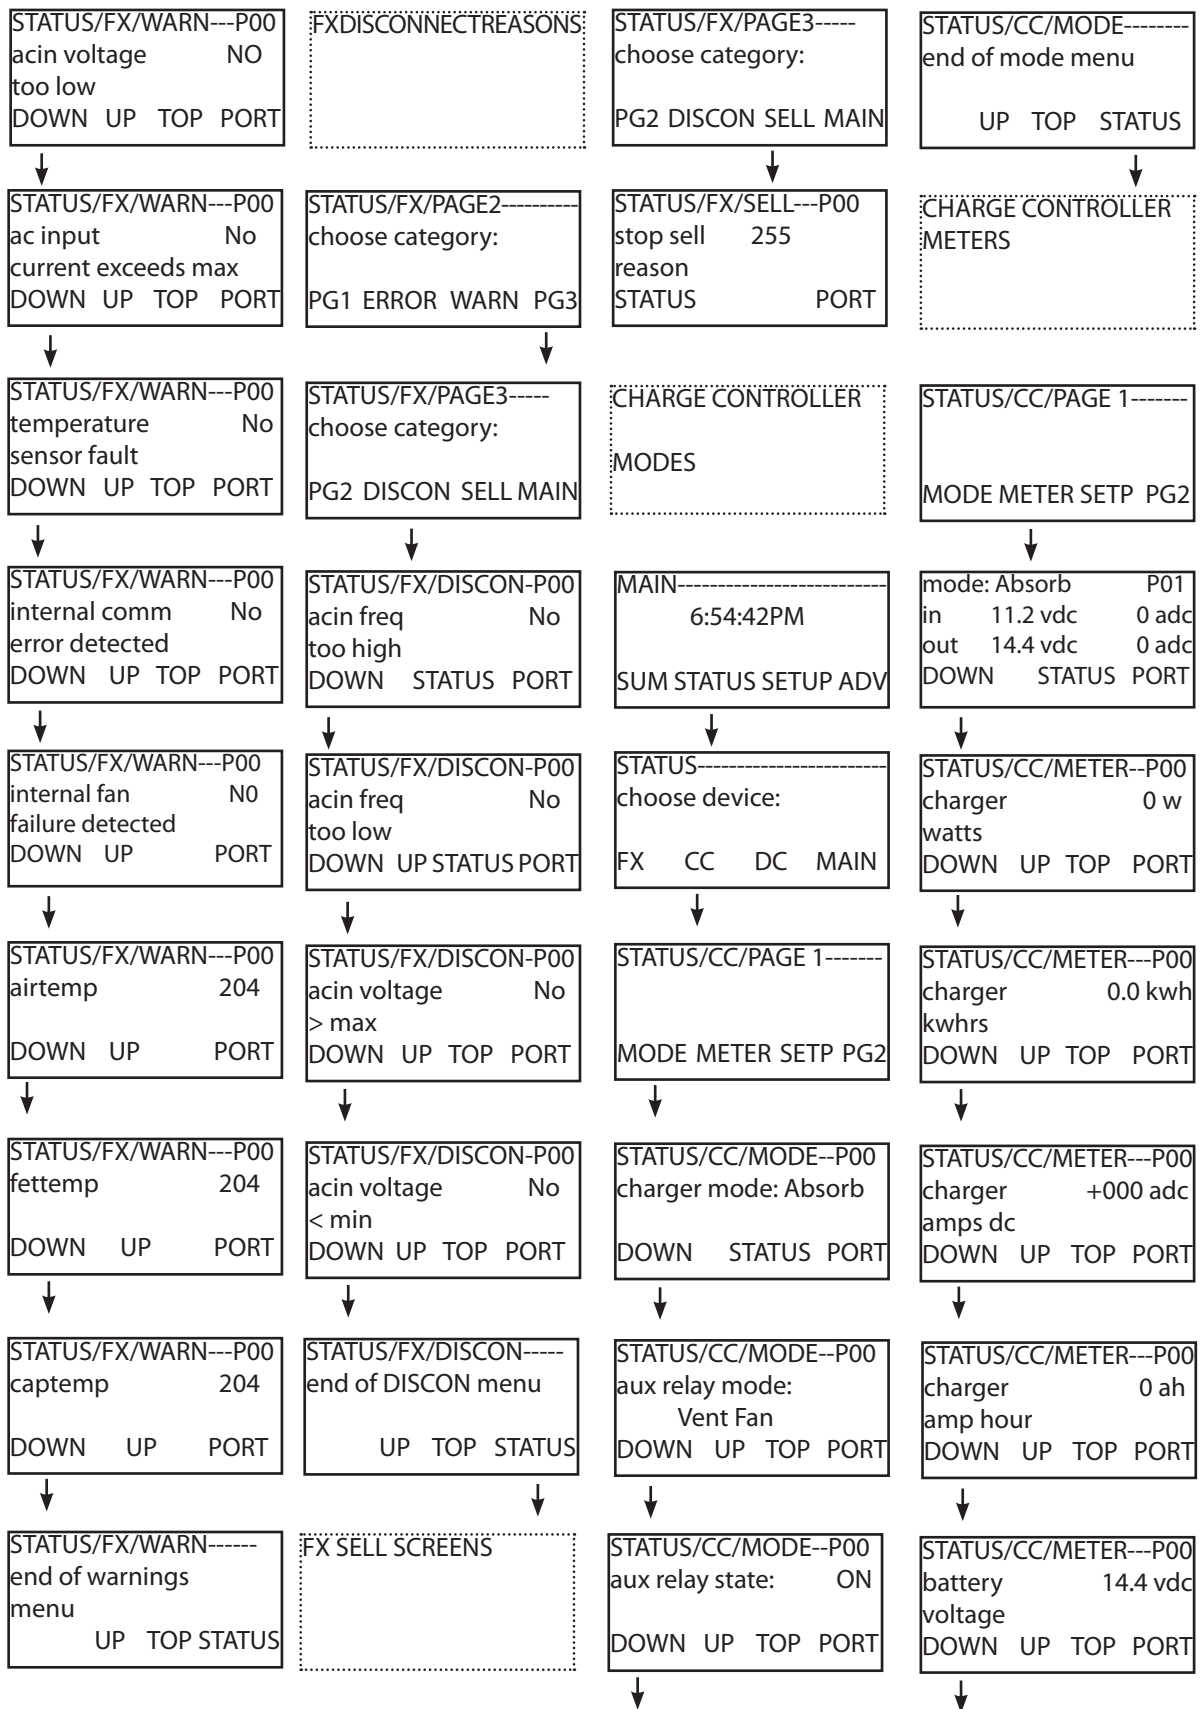 STATUS/FX/WARN---P00
acin voltage NO
too low
DOWN UP TOP PORT
STATUS/FX/WARN---P00
ac input No
current exceeds max
DOWN UP TOP PORT
STATUS/FX/WARN---P00
temperature No
sensor fault
DOWN UP TOP PORT
STATUS/FX/WARN---P00
internal comm No
error detected
DOWN UP TOP PORT
STATUS/FX/WARN---P00
internal fan N0
failure detected
DOWN UP PORT
STATUS/FX/WARN---P00
airtemp 204
DOWN UP PORT
STATUS/FX/WARN---P00
fettemp 204
DOWN UP PORT
STATUS/FX/WARN---P00
captemp 204
DOWN UP PORT
STATUS/FX/WARN------
end of warnings
menu
UP TOP STATUS
FXDISCONNECTREASONS
STATUS/FX/PAGE2----------
choose category:
PG1 ERROR WARN PG3
STATUS/FX/PAGE3-----
choose category:
PG2 DISCON SELL MAIN
STATUS/FX/DISCON-P00
acin freq No
too high
DOWN STATUS PORT
STATUS/FX/DISCON-P00
acin freq No
too low
DOWN UP STATUS PORT
STATUS/FX/DISCON-P00
acin voltage No
> max
DOWN UP TOP PORT
STATUS/FX/DISCON-P00
acin voltage No
< min
DOWN UP TOP PORT
STATUS/FX/DISCON-----
end of DISCON menu
UP TOP STATUS
FX SELL SCREENS
STATUS/FX/PAGE3-----
choose category:
PG2 DISCON SELL MAIN
STATUS/FX/SELL---P00
stop sell 255
reason
STATUS PORT
CHARGE CONTROLLER
MODES
MAIN--------------------------
6:54:42PM
SUM STATUS SETUP ADV
STATUS------------------------
choose device:
FX CC DC MAIN
STATUS/CC/PAGE 1-------
MODE METER SETP PG2
STATUS/CC/MODE--P00
charger mode: Absorb
DOWN STATUS PORT
STATUS/CC/MODE--P00
aux relay mode:
Vent Fan
DOWN UP TOP PORT
STATUS/CC/MODE--P00
aux relay state: ON
DOWN UP TOP PORT
STATUS/CC/MODE--------
end of mode menu
UP TOP STATUS
CHARGE CONTROLLER
METERS
STATUS/CC/PAGE 1-------
MODE METER SETP PG2
mode: Absorb P01
in 11.2 vdc 0 adc
out 14.4 vdc 0 adc
DOWN STATUS PORT
STATUS/CC/METER--P00
charger 0 w
watts
DOWN UP TOP PORT
STATUS/CC/METER---P00
charger 0.0 kwh
kwhrs
DOWN UP TOP PORT
STATUS/CC/METER---P00
charger +000 adc
amps dc
DOWN UP TOP PORT
STATUS/CC/METER---P00
charger 0 ah
amp hour
DOWN UP TOP PORT
STATUS/CC/METER---P00
battery 14.4 vdc
voltage
DOWN UP TOP PORT